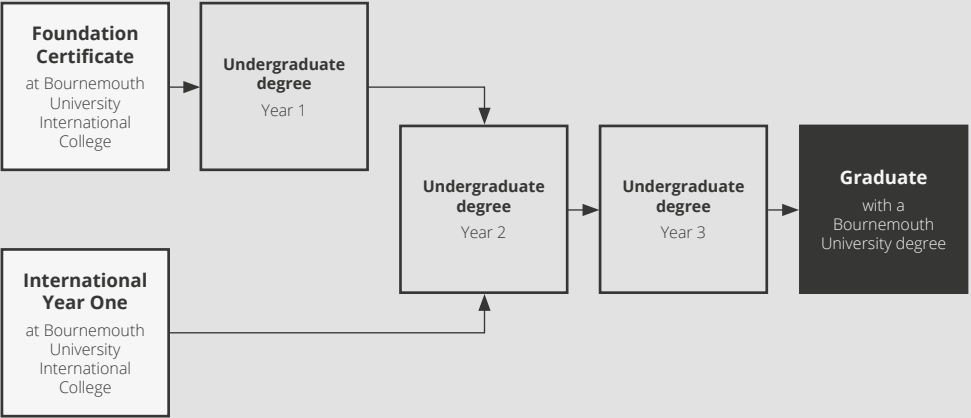 Foundation
Certificate
at Bournemouth
University
International
College
Undergraduate
degree
Year 1
Undergraduate
degree
Year 2
Undergraduate
degree
Year 3
Graduate
with a
Bournemouth
University degree
International
Year One
at Bournemouth
University
International
College